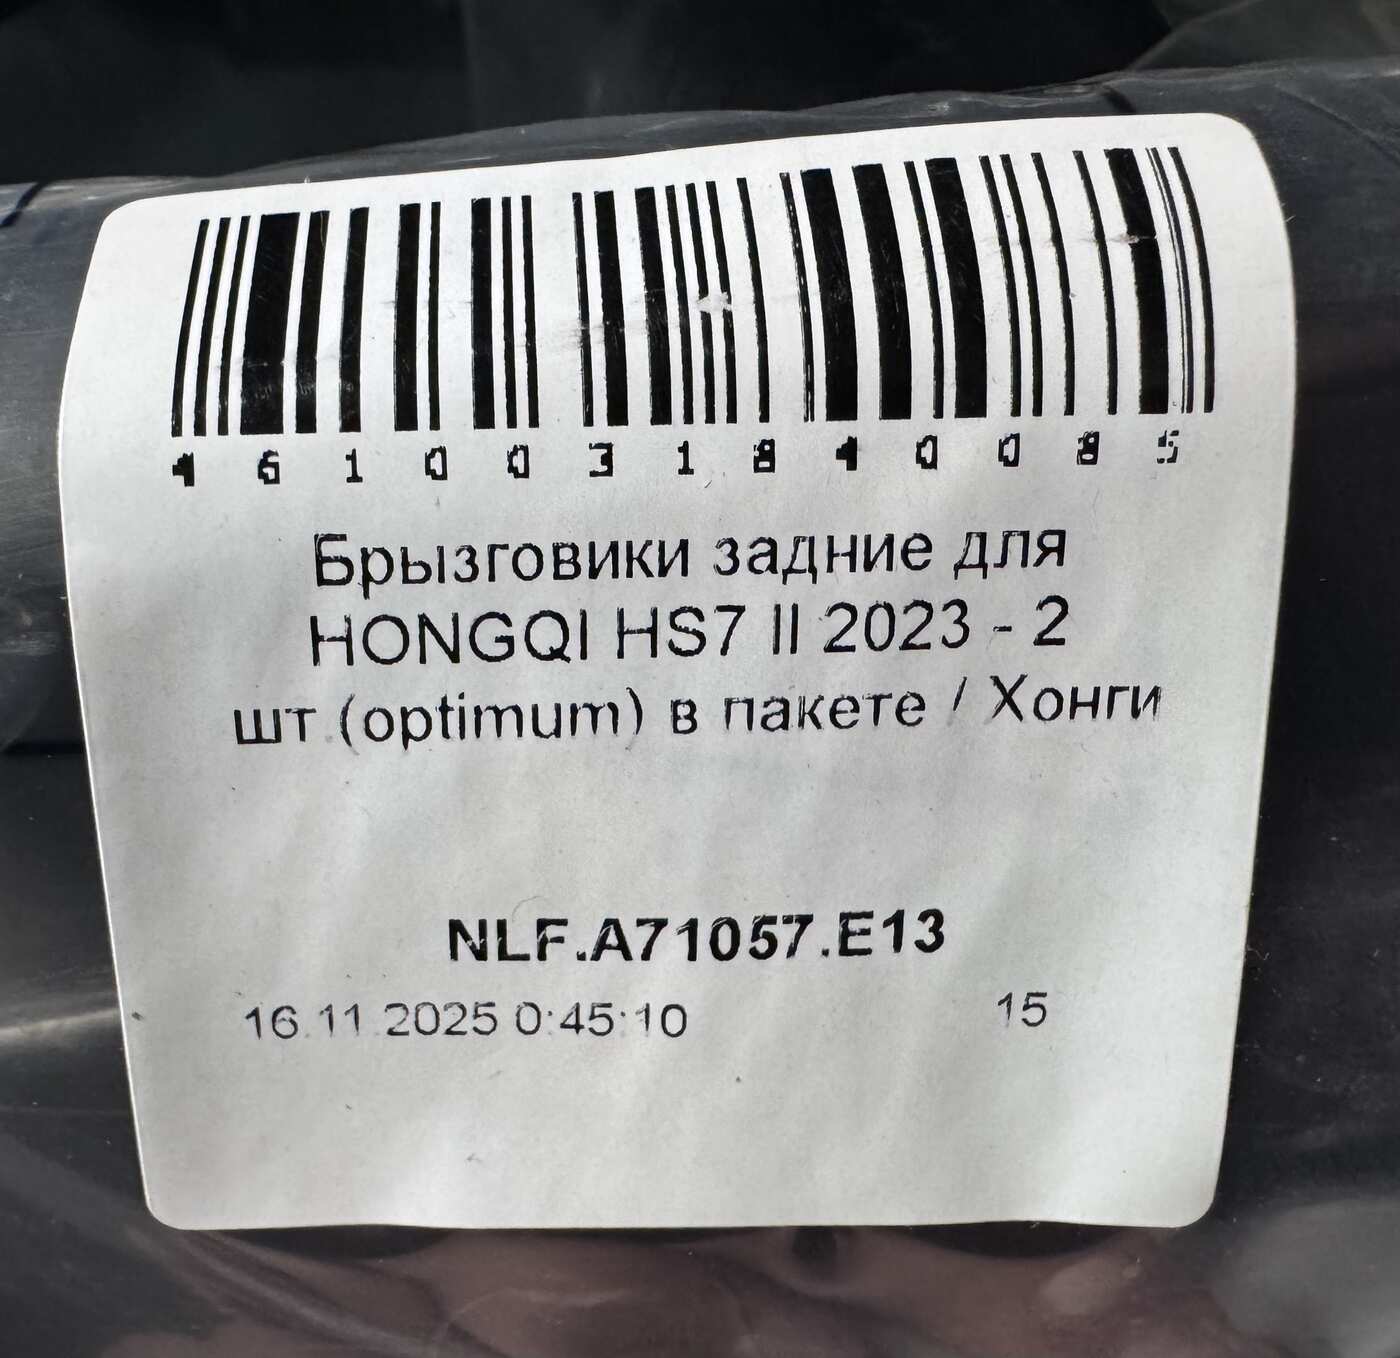 4610031840085
Брызговики задние для
HONGQI HS7 II 2023 - 2
шт (optimum) в пакете / Хонги
NLF.A71057.E13
16.11.2025 0:45:10 15